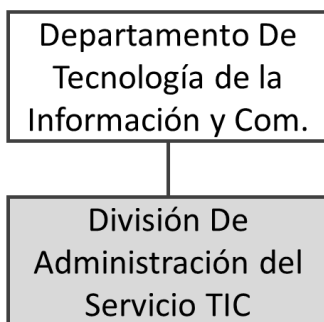 Departamento De
Tecnología de la
Información y Com.
División De
Administración del
Servicio TIC